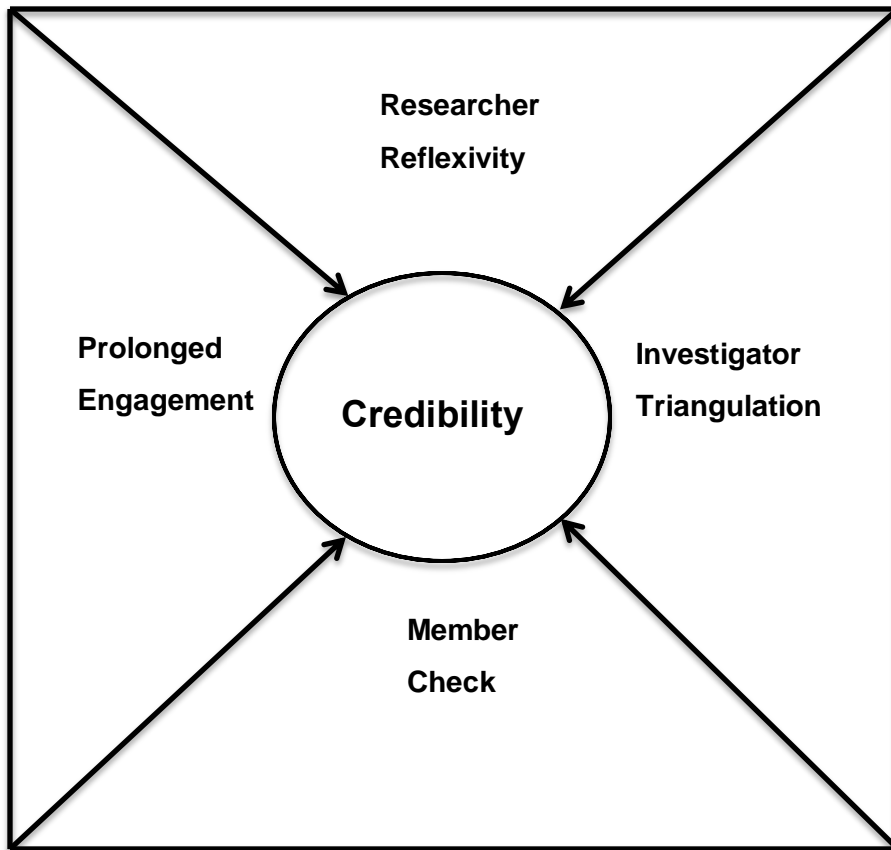 Researcher
Reflexivity
Prolonged
Engagement
Credibility
Investigator
Triangulation
Member
Check